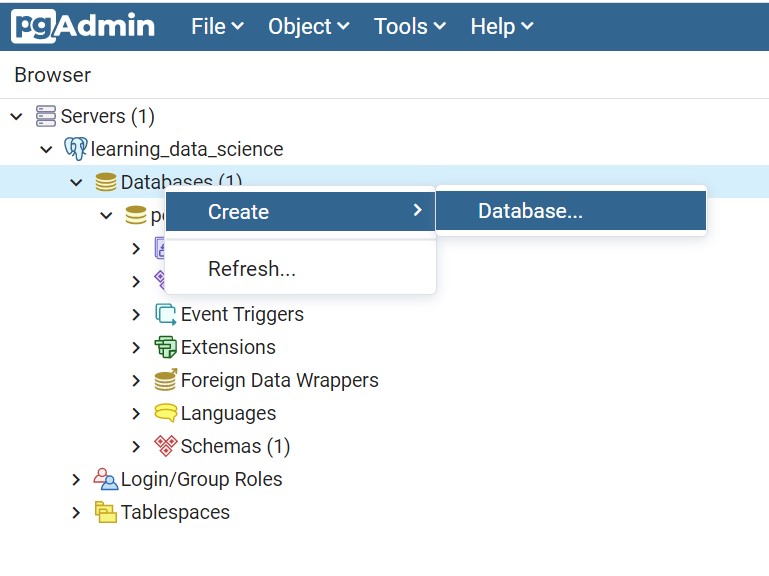 pgAdmin File Object Tools Help
Browser
Servers (1)
learning_data_science
Databases (1)
Create Database...
Refresh...
Event Triggers
Extensions
Foreign Data Wrappers
Languages
Schemas (1)
Login/Group Roles
Tablespaces